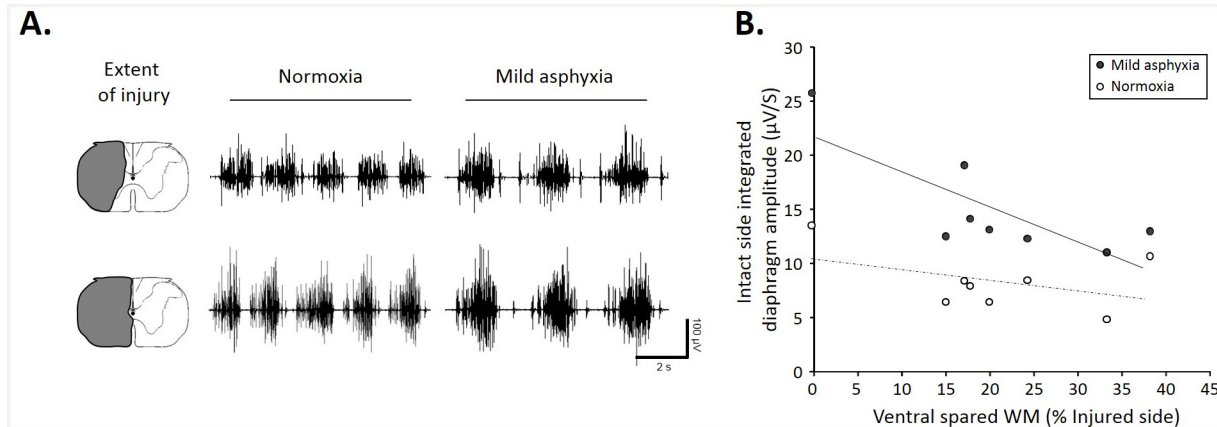 A.
Extent
of injury
Normoxia
Mild asphyxia
100 µV
2 s
B.
Intact side integrated
diaphragm amplitude (µV/S)
30
25
20
15
10
5
0
Mild asphyxia
Normoxia
0 10 15 20 25 30 35 40 45
Ventral spared WM (% Injured side)